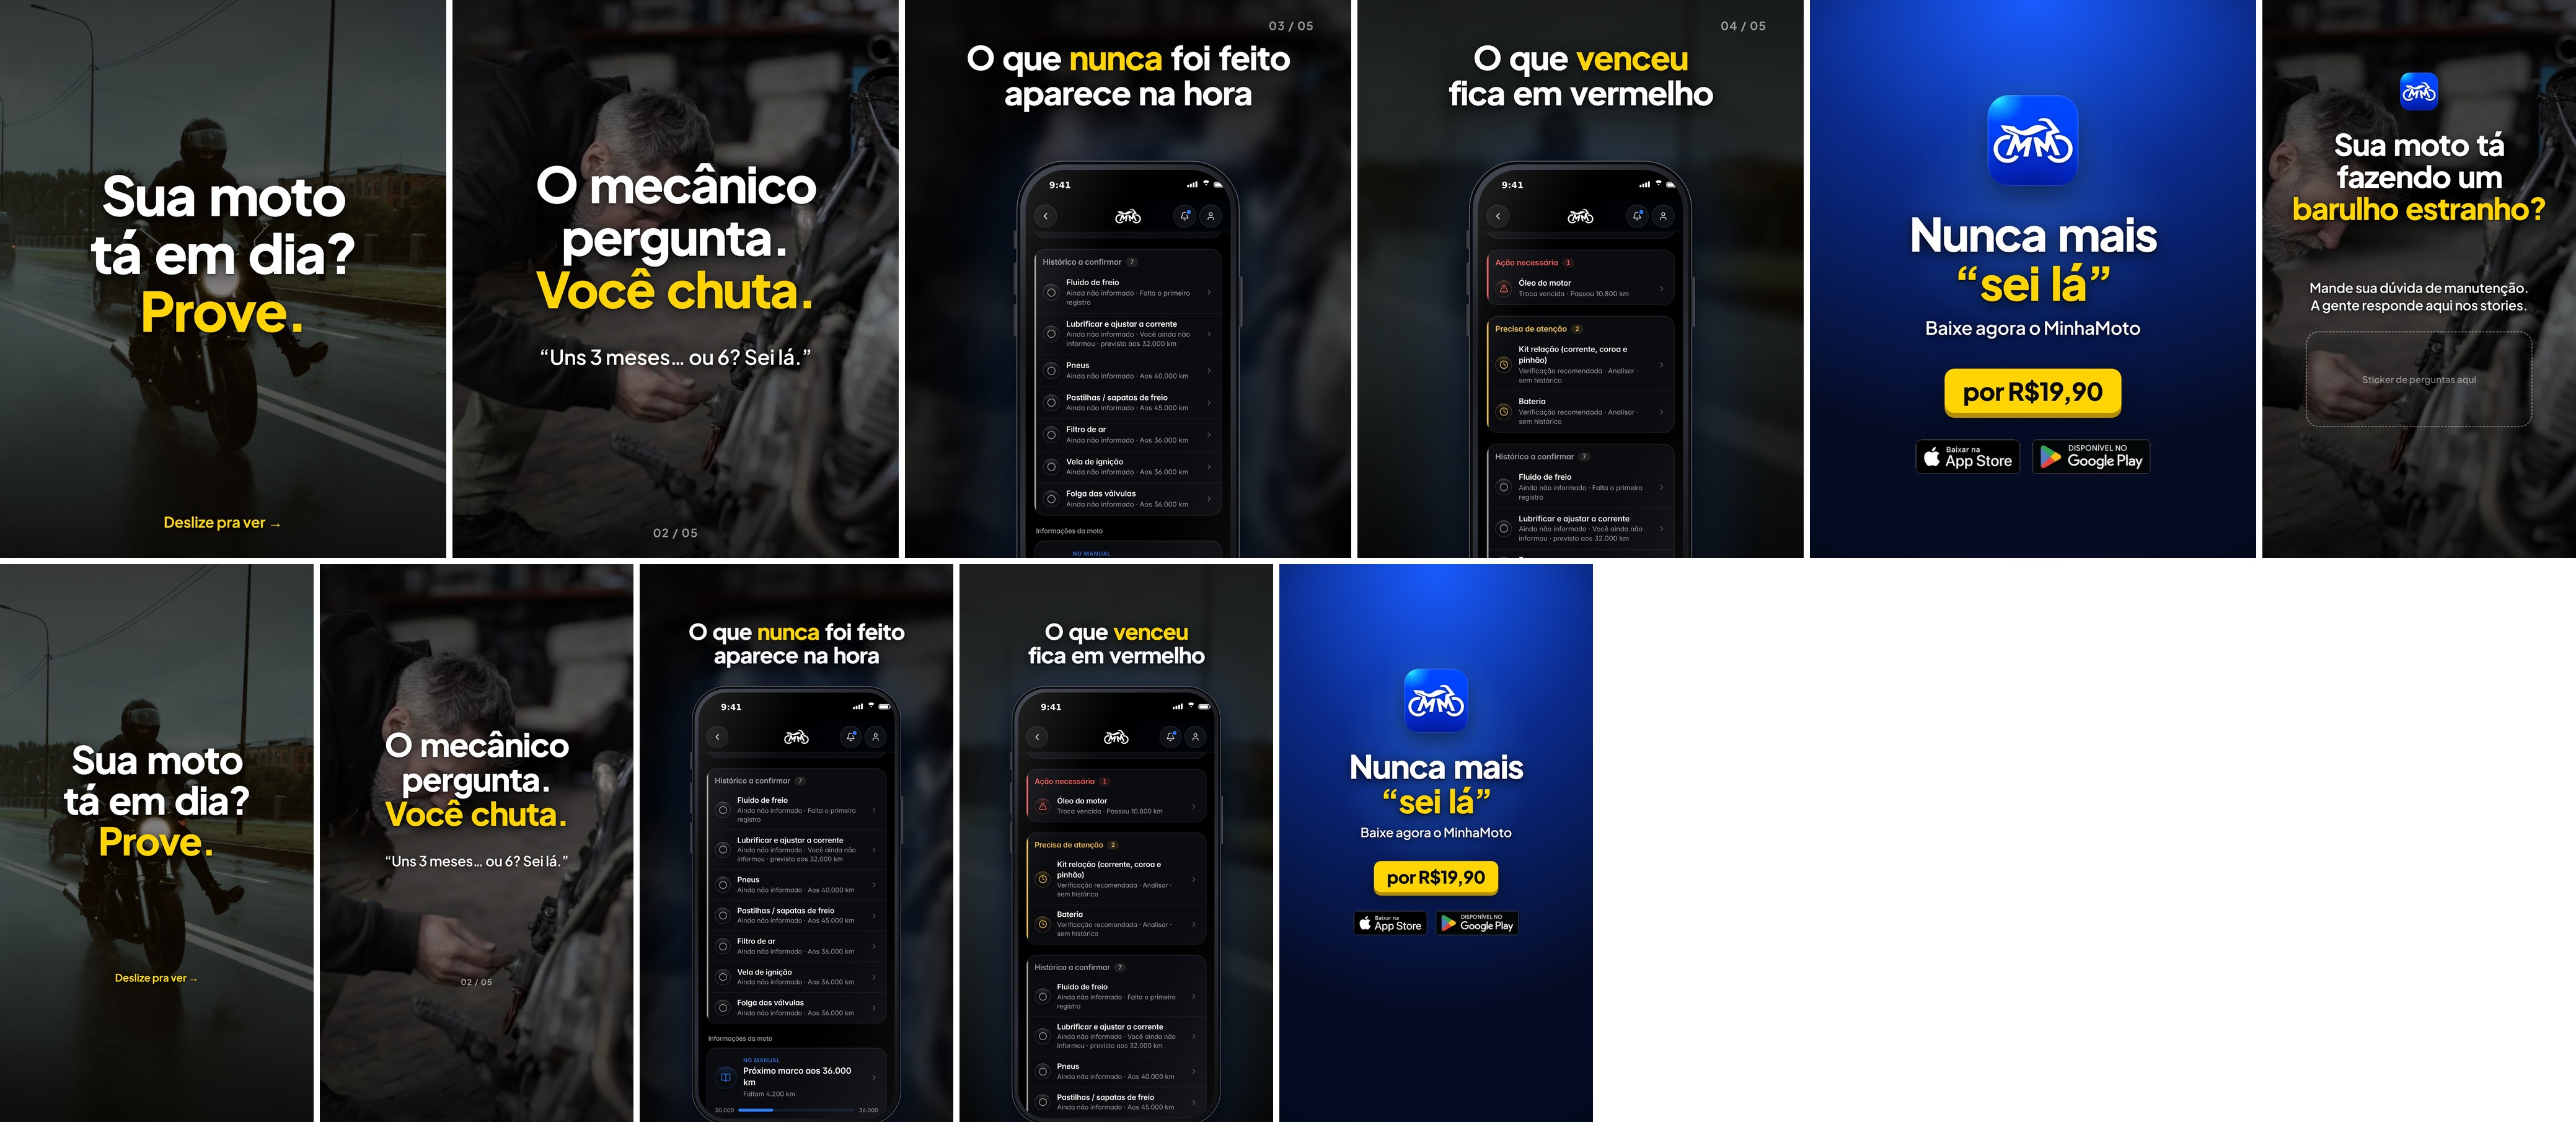 Sua moto
tá em dia?
Prove.
Deslize pra ver →
O mecânico
pergunta.
Você chuta.
“Uns 3 meses... ou 6? Sei lá.”
02 / 05
03 / 05
O que nunca foi feito
aparece na hora
9:41
Histórico a confirmar 7
Fluido de freio
Ainda não informado · Falta o primeiro
registro
Lubrificar e ajustar a corrente
Ainda não informado · Você ainda não
informou · previsto aos 32.000 km
Pneus
Ainda não informado · Aos 40.000 km
Pastilhas / sapatas de freio
Ainda não informado · Aos 45.000 km
Filtro de ar
Ainda não informado · Aos 36.000 km
Vela de ignição
Ainda não informado · Aos 36.000 km
Folga das válvulas
Ainda não informado · Aos 36.000 km
Informações da moto
NO MANUAL
04 / 05
O que venceu
fica em vermelho
9:41
Ação necessária 1
Óleo do motor
Troca vencida · Passou 10.800 km
Precisa de atenção 2
Kit relação (corrente, coroa e
pinhão)
Verificação recomendada · Analisar ·
sem histórico
Bateria
Verificação recomendada · Analisar ·
sem histórico
Histórico a confirmar 7
Fluido de freio
Ainda não informado · Falta o primeiro
registro
Lubrificar e ajustar a corrente
Ainda não informado · Você ainda não
informou · previsto aos 32.000 km
MM
Nunca mais
“sei lá”
Baixe agora o MinhaMoto
por R$19,90
Baixar na
App Store
DISPONÍVEL NO
Google Play
MM
Sua moto tá
fazendo um
barulho estranho?
Mande sua dúvida de manutenção.
A gente responde aqui nos stories.
Sticker de perguntas aqui
Sua moto
tá em dia?
Prove.
Deslize pra ver →
O mecânico
pergunta.
Você chuta.
“Uns 3 meses... ou 6? Sei lá.”
02 / 05
O que nunca foi feito
aparece na hora
9:41
Histórico a confirmar 7
Fluido de freio
Ainda não informado · Falta o primeiro
registro
Lubrificar e ajustar a corrente
Ainda não informado · Você ainda não
informou · previsto aos 32.000 km
Pneus
Ainda não informado · Aos 40.000 km
Pastilhas / sapatas de freio
Ainda não informado · Aos 45.000 km
Filtro de ar
Ainda não informado · Aos 36.000 km
Vela de ignição
Ainda não informado · Aos 36.000 km
Folga das válvulas
Ainda não informado · Aos 36.000 km
Informações da moto
NO MANUAL
Próximo marco aos 36.000
km
Faltam 4.200 km
30.000 36.000
O que venceu
fica em vermelho
9:41
Ação necessária 1
Óleo do motor
Troca vencida · Passou 10.800 km
Precisa de atenção 2
Kit relação (corrente, coroa e
pinhão)
Verificação recomendada · Analisar ·
sem histórico
Bateria
Verificação recomendada · Analisar ·
sem histórico
Histórico a confirmar 7
Fluido de freio
Ainda não informado · Falta o primeiro
registro
Lubrificar e ajustar a corrente
Ainda não informado · Você ainda não
informou · previsto aos 32.000 km
Pneus
Ainda não informado · Aos 40.000 km
Pastilhas / sapatas de freio
Ainda não informado · Aos 45.000 km
MM
Nunca mais
“sei lá”
Baixe agora o MinhaMoto
por R$19,90
Baixar na
App Store
DISPONÍVEL NO
Google Play